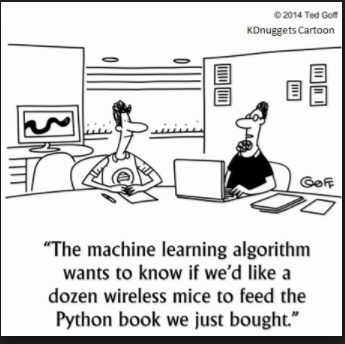 © 2014 Ted Goff
KDnuggets Cartoon
GOFF
“The machine learning algorithm
wants to know if we’d like a
dozen wireless mice to feed the
Python book we just bought.”